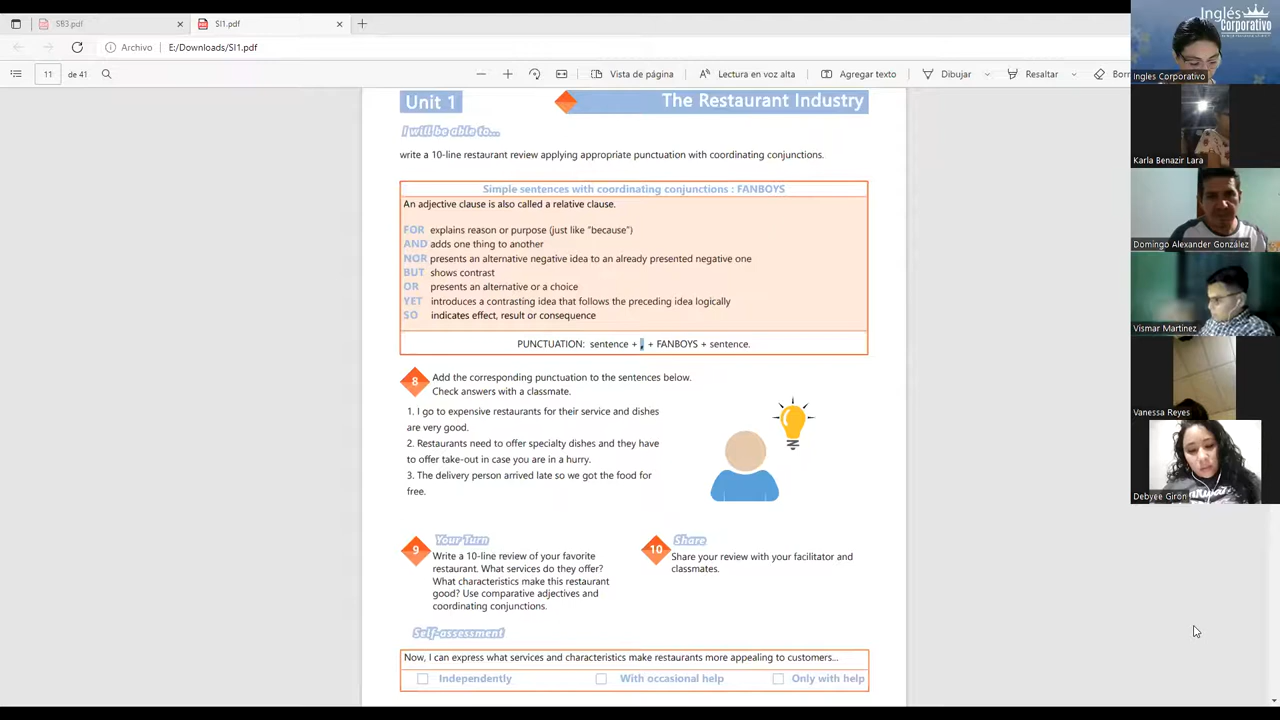 SB3.pdf
SI1.pdf
Archivo
E:/Downloads/SI1.pdf
11
de 41
Vista de página
Lectura en voz alta
Agregar texto
Dibujar
Resaltar
Unit 1
The Restaurant Industry
I will be able to...
write a 10-line restaurant review applying appropriate punctuation with coordinating conjunctions.
Simple sentences with coordinating conjunctions : FANBOYS
An adjective clause is also called a relative clause.
FOR explains reason or purpose (just like “because”)
AND adds one thing to another
NOR presents an alternative negative idea to an already presented negative one
BUT shows contrast
OR presents an alternative or a choice
YET introduces a contrasting idea that follows the preceding idea logically
SO indicates effect, result or consequence
PUNCTUATION: sentence + , + FANBOYS + sentence.
8
Add the corresponding punctuation to the sentences below.
Check answers with a classmate.
1. I go to expensive restaurants for their service and dishes
are very good.
2. Restaurants need to offer specialty dishes and they have
to offer take-out in case you are in a hurry.
3. The delivery person arrived late so we got the food for
free.
9
Your Turn
Write a 10-line review of your favorite
restaurant. What services do they offer?
What characteristics make this restaurant
good? Use comparative adjectives and
coordinating conjunctions.
10
Share
Share your review with your facilitator and
classmates.
Self-assessment
Now, I can express what services and characteristics make restaurants more appealing to customers...
Independently
With occasional help
Only with help
Inglés
Corporativo
Ingles Corporativo
Karla Benazir Lara
Domingo Alexander González
Vismar Martinez
Vanessa Reyes
Debyee Girón